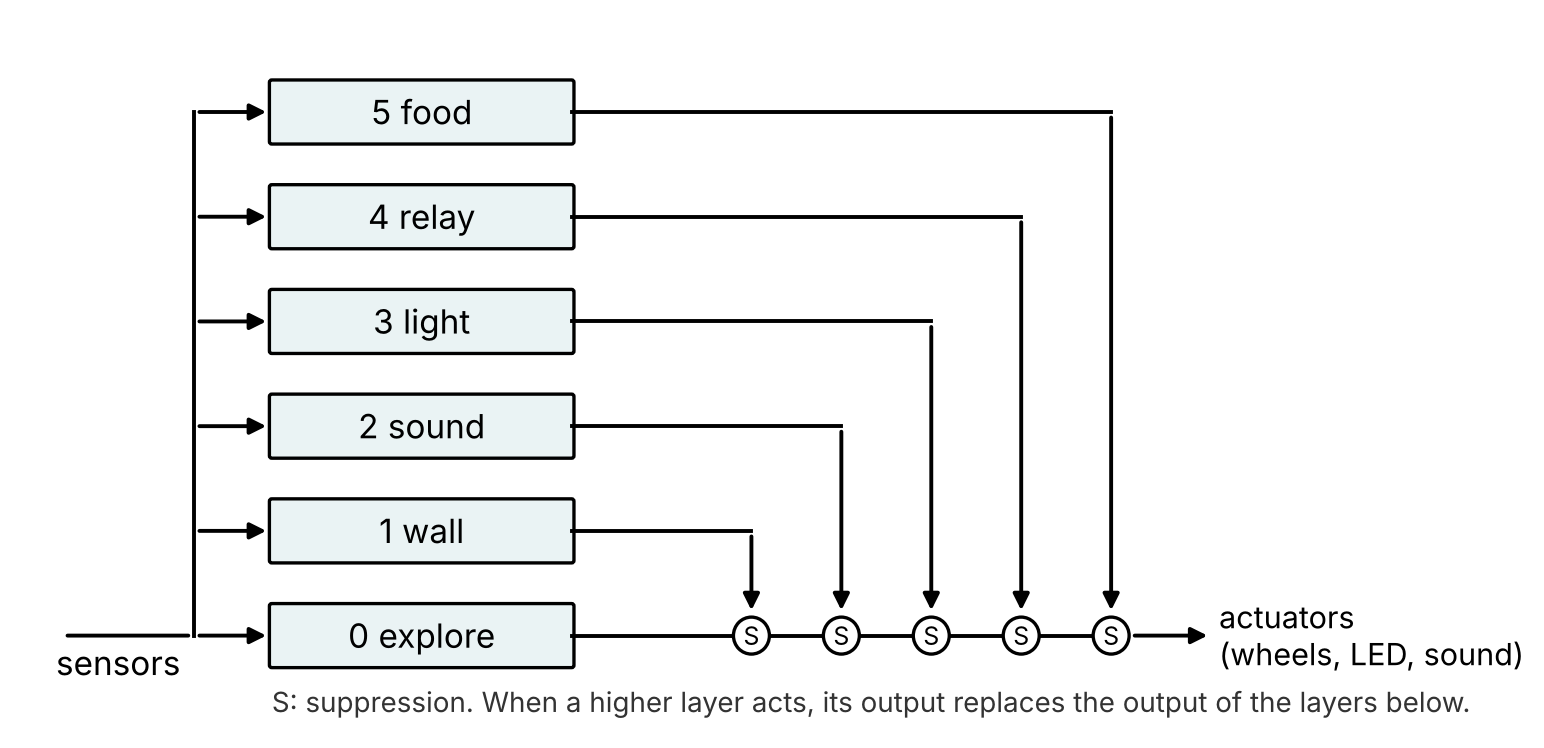 5 food
4 relay
3 light
2 sound
1 wall
0 explore
sensors
S
S
S
S
S
actuators
(wheels, LED, sound)
S: suppression. When a higher layer acts, its output replaces the output of the layers below.